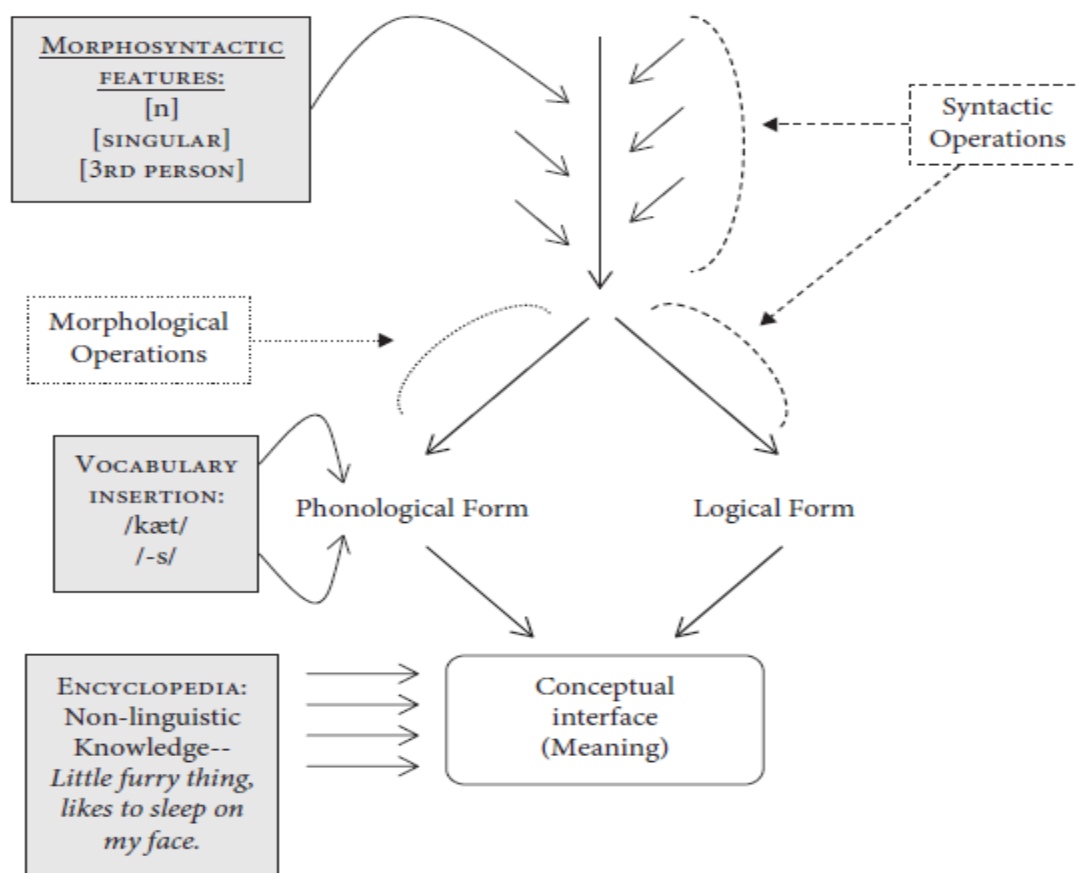 MORPHOSYNTACTIC
FEATURES:
[n]
[SINGULAR]
[3RD PERSON]
Syntactic
Operations
Morphological
Operations
VOCABULARY
INSERTION:
/kæt/
/-s/
Phonological Form
Logical Form
ENCYCLOPEDIA:
Non-linguistic
Knowledge--
Little furry thing,
likes to sleep on
my face.
Conceptual
interface
(Meaning)